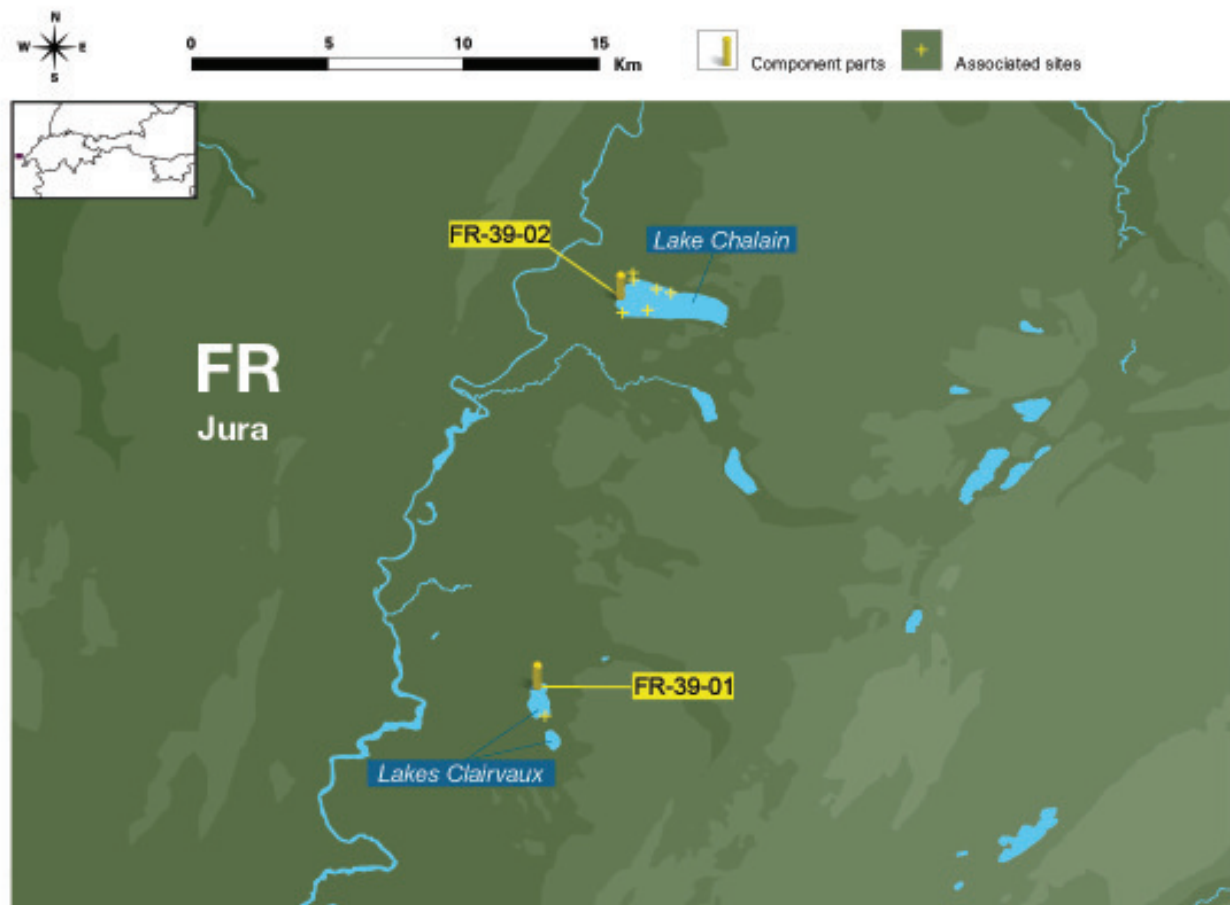 N
W E
S
0 5 10 15
Km
Component parts
Associated sites
FR-39-02
Lake Chalain
FR
Jura
FR-39-01
Lakes Clairvaux